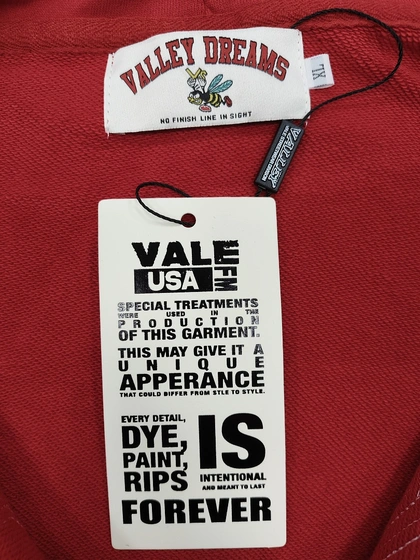 VALLEY DREAMS
NO FINISH LINE IN SIGHT
XL
VALLEY
VALE
FM
USA
SPECIAL TREATMENTS
WERE USED IN THE
PRODUCTION
OF THIS GARMENT.
THIS MAY GIVE IT A
UNIQUE
APPERANCE
THAT COULD DIFFER FROM STLE TO STYLE.
EVERY DETAIL,
DYE,
PAINT,
RIPS
IS
INTENTIONAL
AND MEANT TO LAST
FOREVER